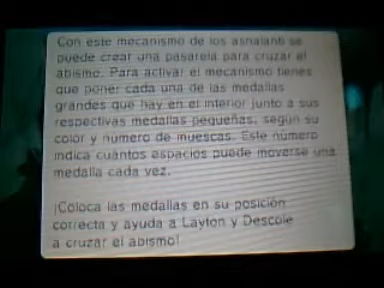 Con este mecanismo de los ashalanti se
puede crear una pasarela para cruzar el
abismo. Para activar el mecanismo tienes
que poner cada una de las medallas
grandes que hay en el interior junto a sus
respectivas medallas pequeñas, según su
color y número de muescas. Este número
indica cuántos espacios puede moverse una
medalla cada vez.

¡Coloca las medallas en su posición
correcta y ayuda a Layton y Descole
a cruzar el abismo!